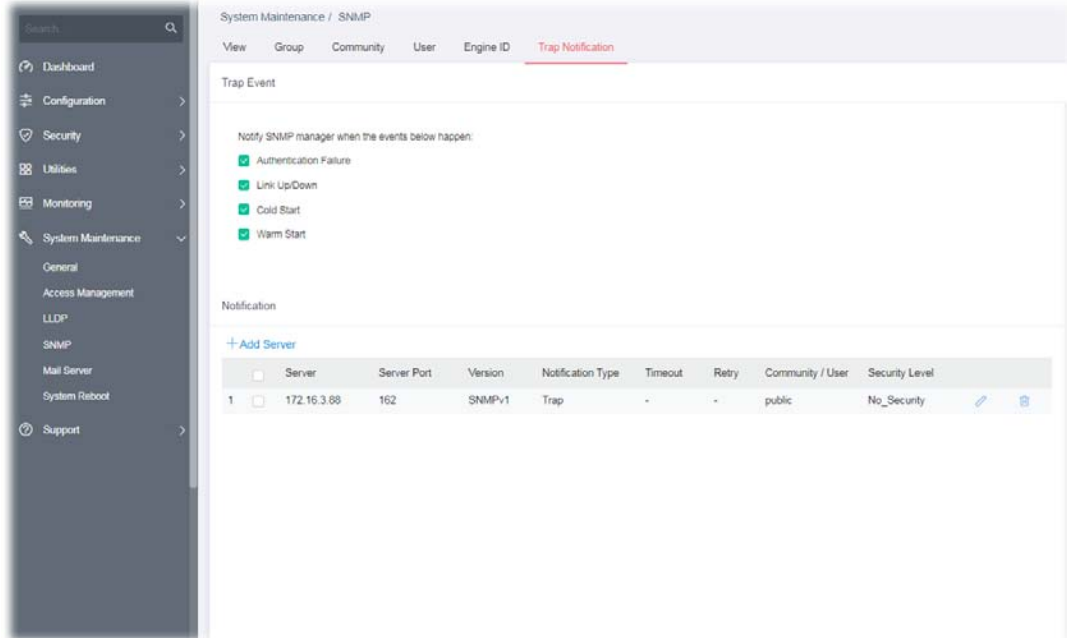 Search
Dashboard
Configuration
Security
Utilities
Monitoring
System Maintenance
General
Access Management
LLDP
SNMP
Mail Server
System Reboot
Support
System Maintenance / SNMP
View Group Community User Engine ID Trap Notification
Trap Event
Notify SNMP manager when the events below happen:
Authentication Failure
Link Up/Down
Cold Start
Warm Start
Notification
+Add Server
Server Server Port Version Notification Type Timeout Retry Community / User Security Level
1 172.16.3.88 162 SNMPv1 Trap - - public No_Security